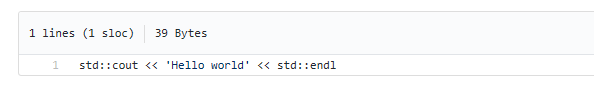 1 lines (1 sloc) 39 Bytes
1 std::cout << 'Hello world' << std::endl